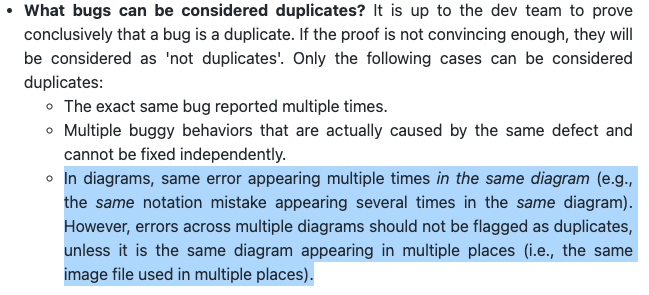 • What bugs can be considered duplicates? It is up to the dev team to prove
conclusively that a bug is a duplicate. If the proof is not convincing enough, they will
be considered as 'not duplicates'. Only the following cases can be considered
duplicates:
◦ The exact same bug reported multiple times.
◦ Multiple buggy behaviors that are actually caused by the same defect and
cannot be fixed independently.
◦ In diagrams, same error appearing multiple times in the same diagram (e.g.,
the same notation mistake appearing several times in the same diagram).
However, errors across multiple diagrams should not be flagged as duplicates,
unless it is the same diagram appearing in multiple places (i.e., the same
image file used in multiple places).